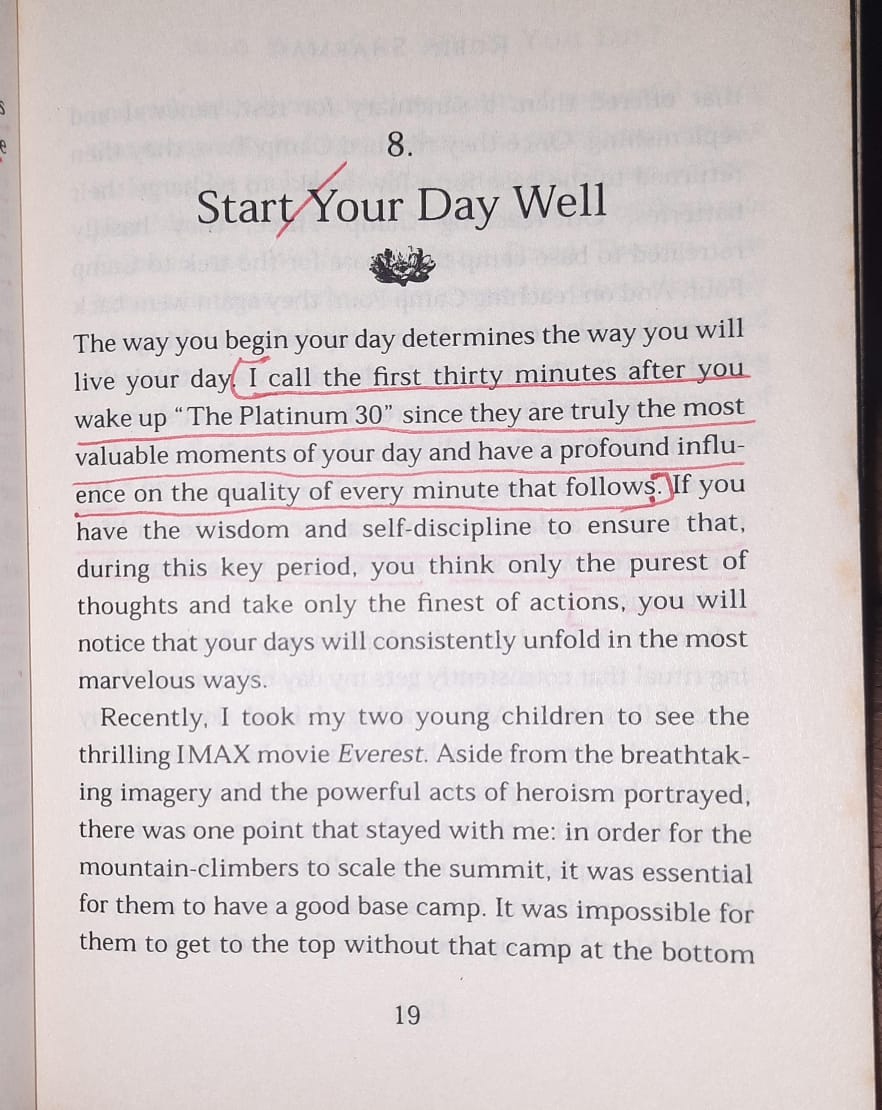 8.
Start Your Day Well
The way you begin your day determines the way you will
live your day. I call the first thirty minutes after you
wake up “The Platinum 30” since they are truly the most
valuable moments of your day and have a profound influ-
ence on the quality of every minute that follows. If you
have the wisdom and self-discipline to ensure that,
during this key period, you think only the purest of
thoughts and take only the finest of actions, you will
notice that your days will consistently unfold in the most
marvelous ways.
Recently, I took my two young children to see the
thrilling IMAX movie Everest. Aside from the breathtak-
ing imagery and the powerful acts of heroism portrayed,
there was one point that stayed with me: in order for the
mountain-climbers to scale the summit, it was essential
for them to have a good base camp. It was impossible for
them to get to the top without that camp at the bottom
19